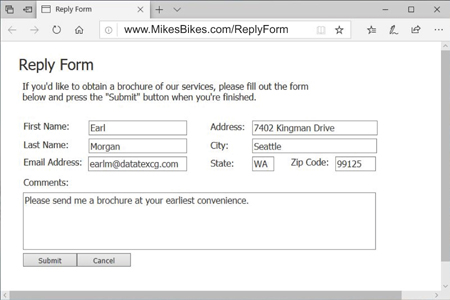 Reply Form
www.MikesBikes.com/ReplyForm
Reply Form
If you'd like to obtain a brochure of our services, please fill out the form
below and press the "Submit" button when you're finished.
First Name: Earl Address: 7402 Kingman Drive
Last Name: Morgan City: Seattle
Email Address: earlm@datatexcg.com State: WA Zip Code: 99125
Comments:
Please send me a brochure at your earliest convenience.
Submit Cancel